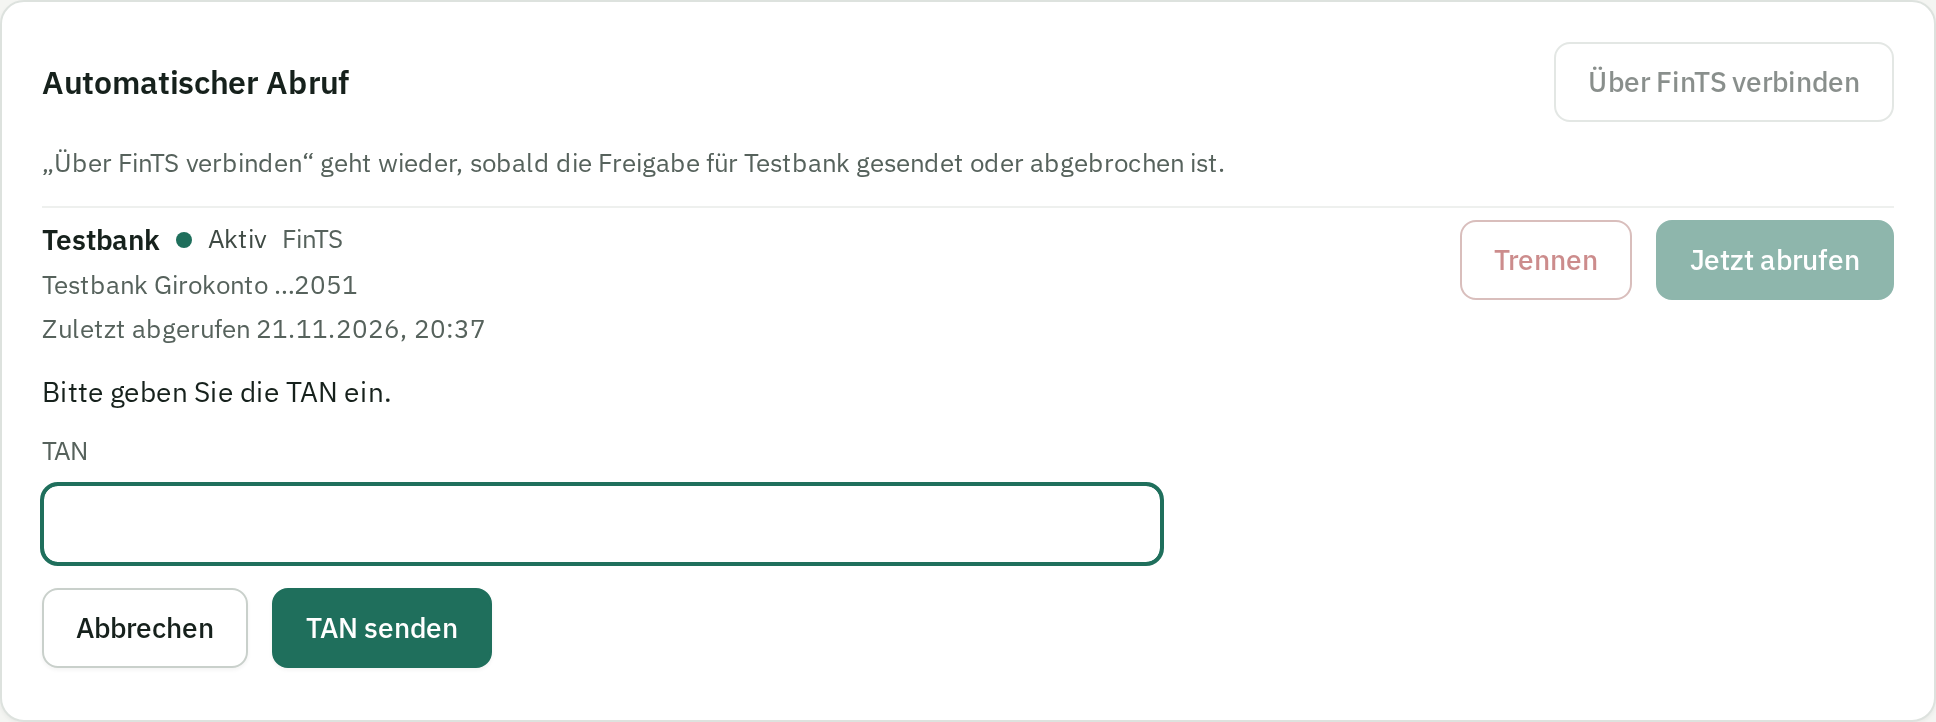 Automatischer Abruf
Über FinTS verbinden
„Über FinTS verbinden“ geht wieder, sobald die Freigabe für Testbank gesendet oder abgebrochen ist.
Testbank Aktiv FinTS
Trennen
Jetzt abrufen
Testbank Girokonto …2051
Zuletzt abgerufen 21.11.2026, 20:37
Bitte geben Sie die TAN ein.
TAN
Abbrechen
TAN senden